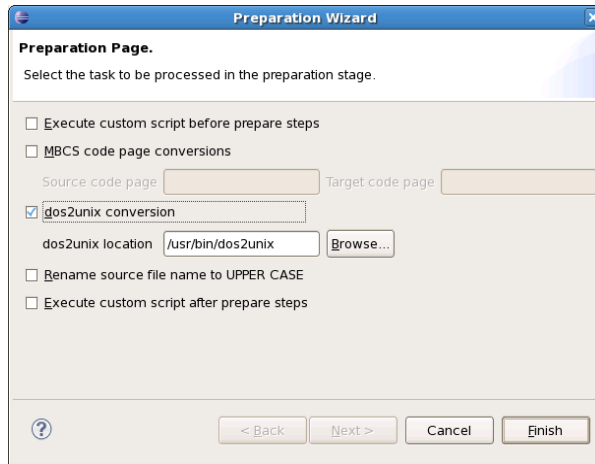 Preparation Wizard
Preparation Page.
Select the task to be processed in the preparation stage.
Execute custom script before prepare steps
MBCS code page conversions
Source code page Target code page
dos2unix conversion
dos2unix location /usr/bin/dos2unix Browse...
Rename source file name to UPPER CASE
Execute custom script after prepare steps
? < Back Next > Cancel Finish